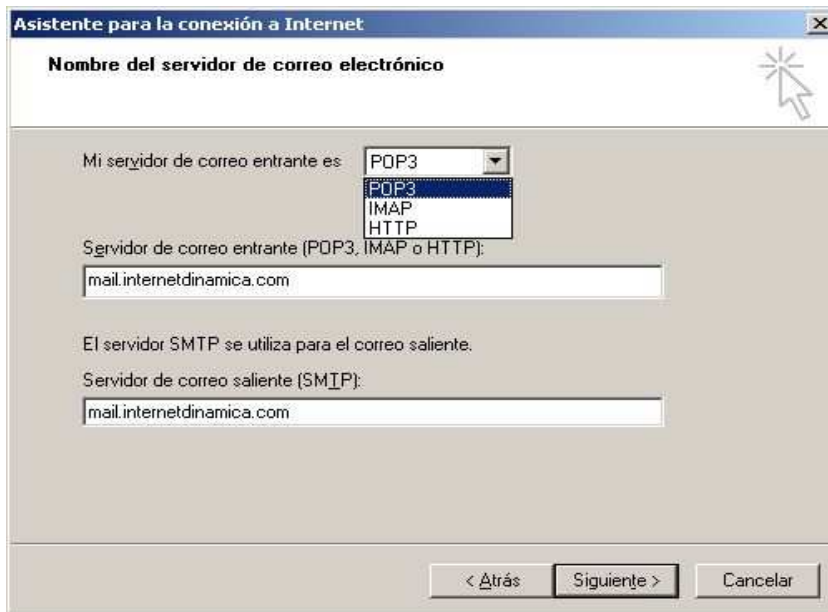 Asistente para la conexión a Internet
Nombre del servidor de correo electrónico
Mi servidor de correo entrante es POP3
POP3
IMAP
HTTP
Servidor de correo entrante (POP3, IMAP o HTTP):
mail.internetdinamica.com
El servidor SMTP se utiliza para el correo saliente.
Servidor de correo saliente (SMTP):
mail.internetdinamica.com
< Atrás Siguiente > Cancelar